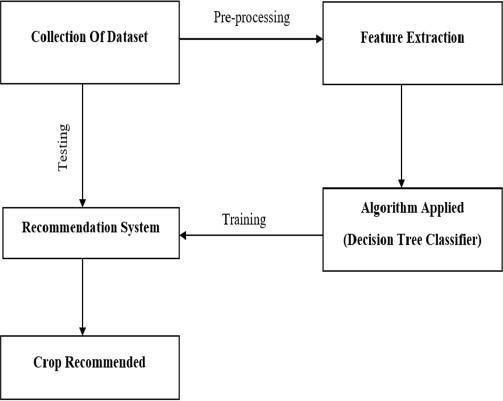 Collection Of Dataset
Pre-processing
Feature Extraction
Testing
Algorithm Applied
(Decision Tree Classifier)
Training
Recommendation System
Crop Recommended